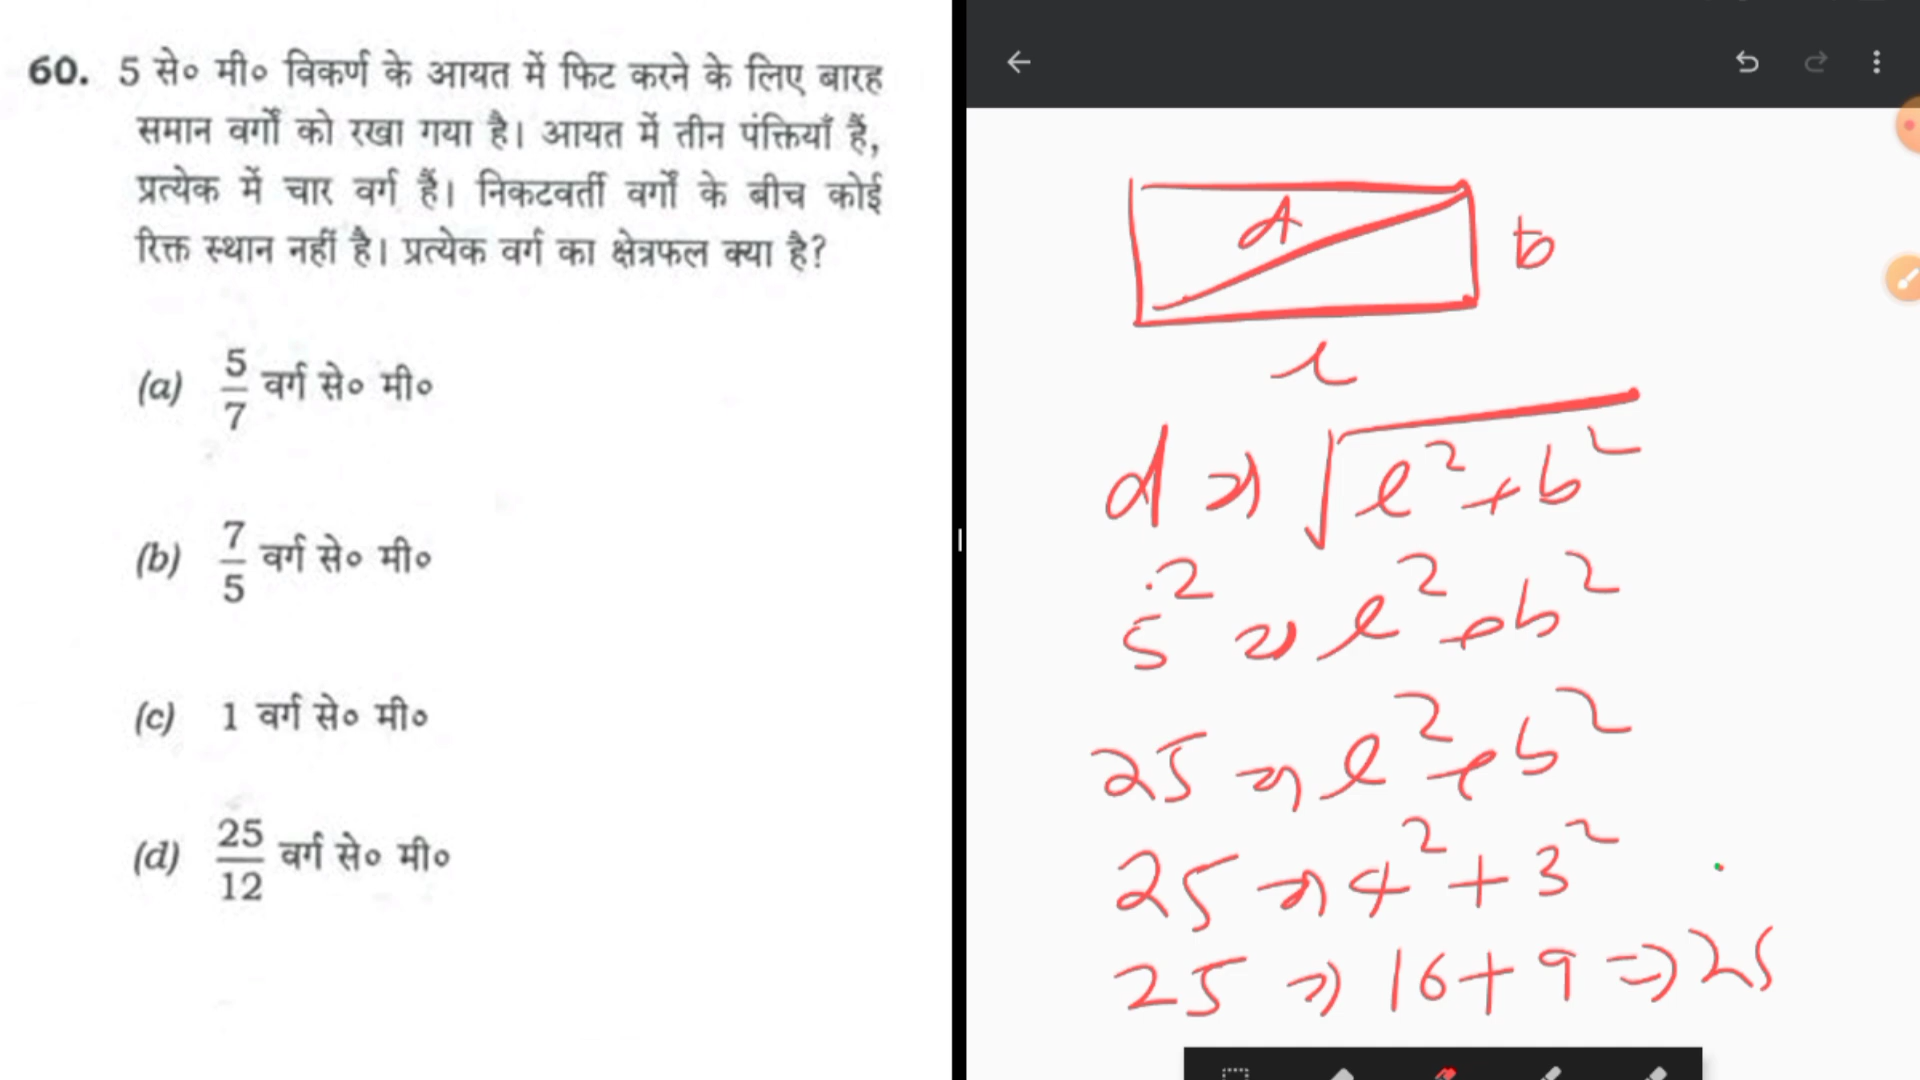 60. 5 से० मी० विकर्ण के आयत में फिट करने के लिए बारह
समान वर्गों को रखा गया है। आयत में तीन पंक्तियाँ हैं,
प्रत्येक में चार वर्ग हैं। निकटवर्ती वर्गों के बीच कोई
रिक्त स्थान नहीं है। प्रत्येक वर्ग का क्षेत्रफल क्या है?
(a) 5/7 वर्ग से० मी०
(b) 7/5 वर्ग से० मी०
(c) 1 वर्ग से० मी०
(d) 25/12 वर्ग से० मी०
d
b
l
d ⇒ √(l² + b²)
5² ⇒ l² + b²
25 ⇒ l² + b²
25 ⇒ 4² + 3²
25 ⇒ 16 + 9 ⇒ 25